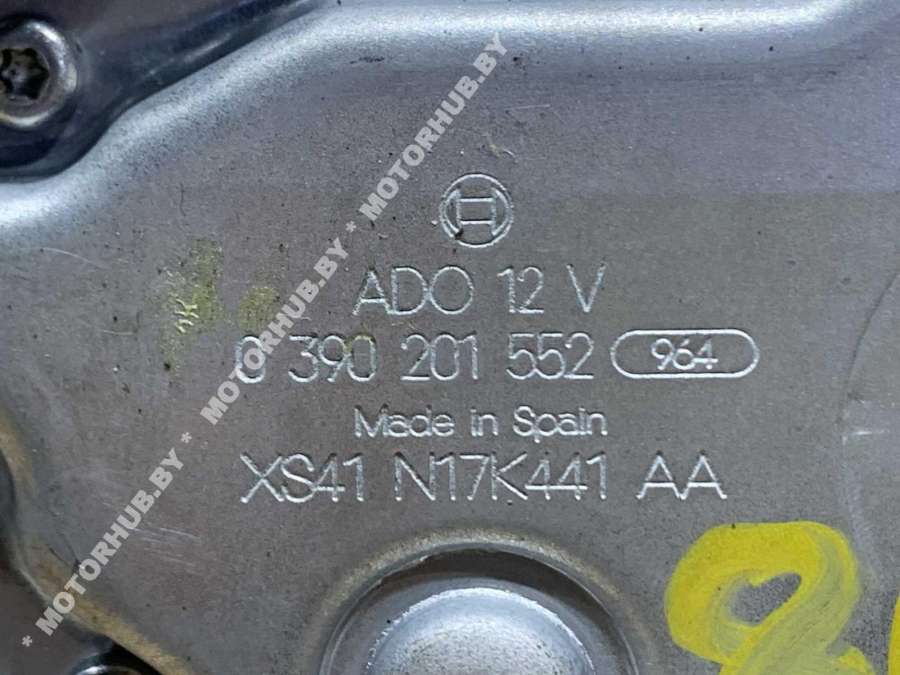 ADO 12 V
0 390 201 552 964
Made in Spain
XS41 N17K441 AA
* MOTORHUB.BY * MOTORHUB.BY * MOTORHUB.BY